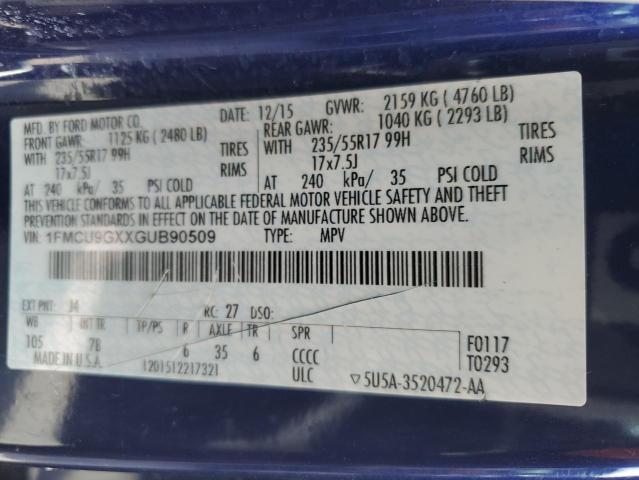 MFD. BY FORD MOTOR CO.
DATE: 12/15 GVWR: 2159 KG ( 4760 LB)
FRONT GAWR: 1125 KG ( 2480 LB)
REAR GAWR: 1040 KG ( 2293 LB)
WITH 235/55R17 99H TIRES
WITH 235/55R17 99H TIRES
17x7.5J RIMS
17x7.5J RIMS
AT 240 kPa/ 35 PSI COLD
AT 240 kPa/ 35 PSI COLD
THIS VEHICLE CONFORMS TO ALL APPLICABLE FEDERAL MOTOR VEHICLE SAFETY AND THEFT
PREVENTION STANDARDS IN EFFECT ON THE DATE OF MANUFACTURE SHOWN ABOVE.
VIN: 1FMCU9GXXGUB90509 TYPE: MPV
EXT PNT: J4 RC: 27 DSO:
WB INT TR TP/PS R AXLE TR SPR
105 7B 6 35 6 CCCC
F0117
MADE IN U.S.A. 1201512217321 ULC
T0293
▽5U5A-3520472-AA